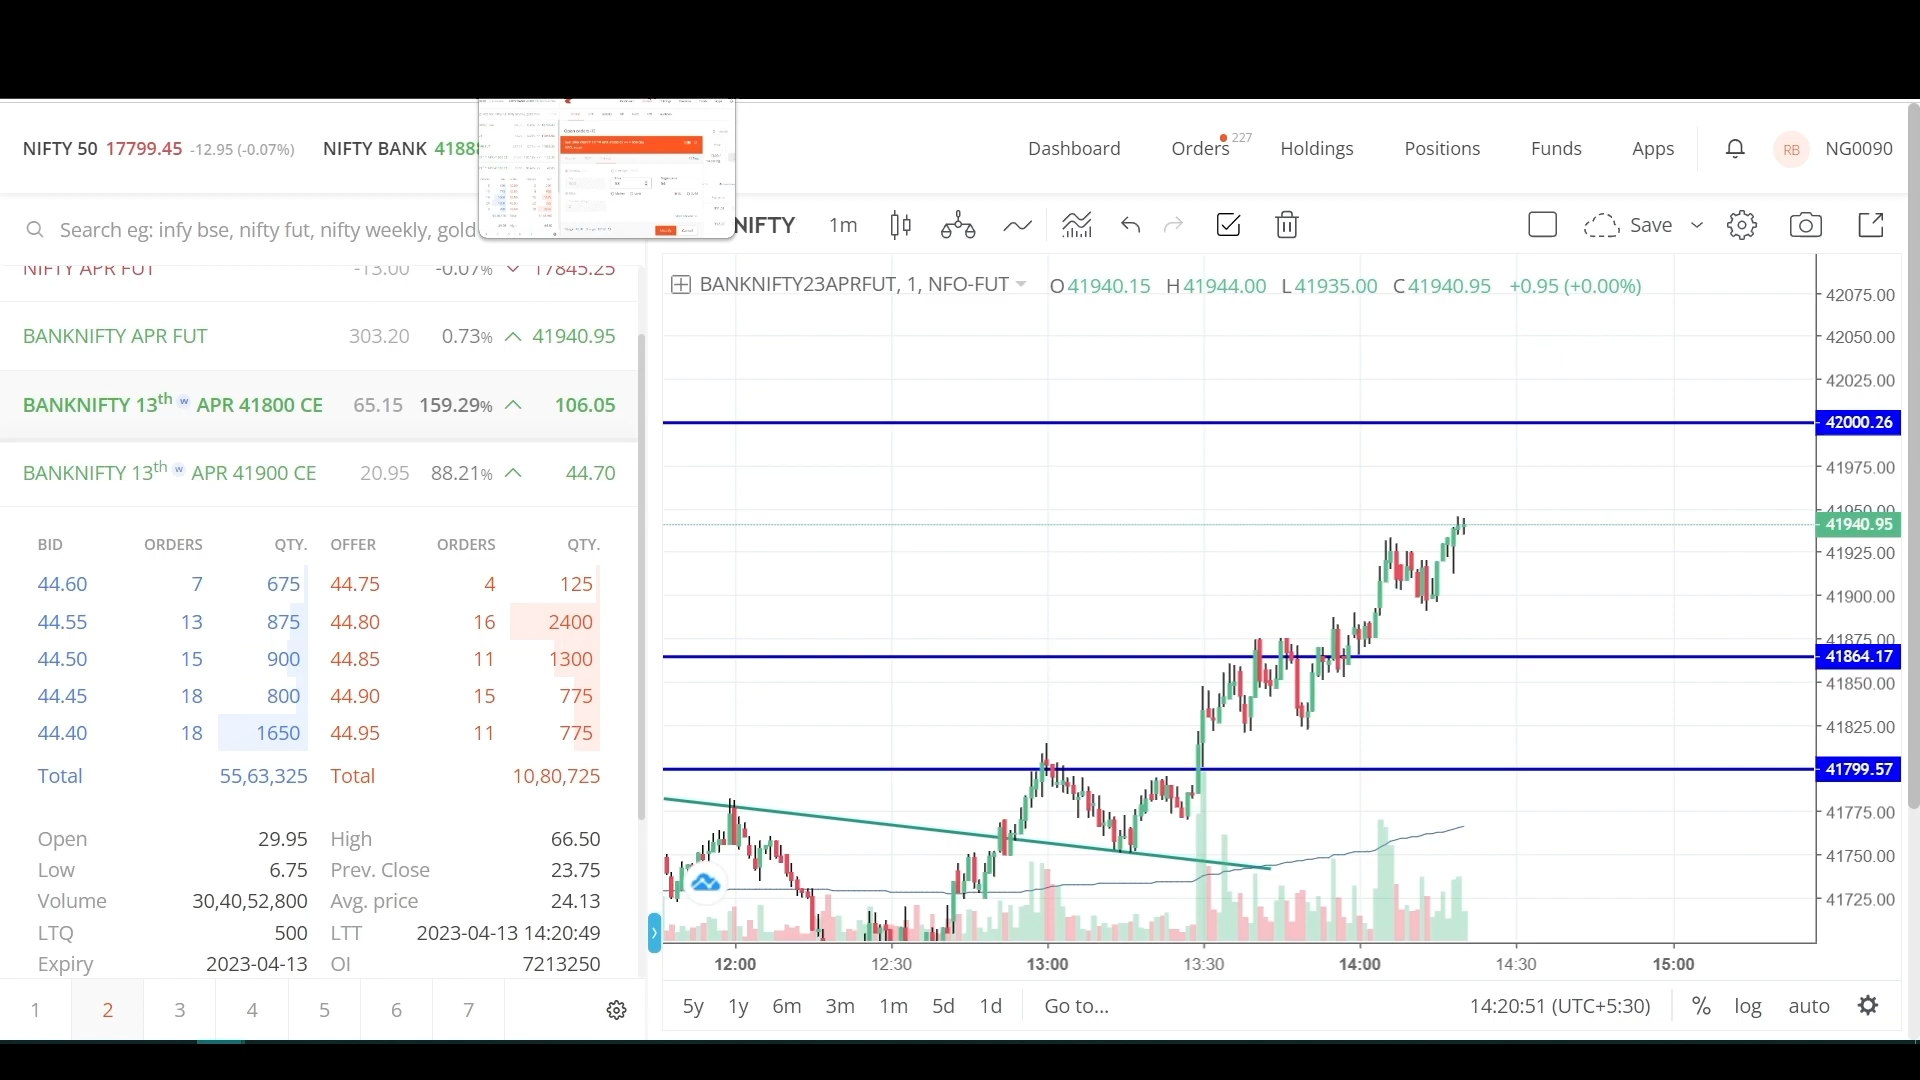 NIFTY 50 17799.45 -12.95 (-0.07%) NIFTY BANK 4188
Dashboard Orders 227 Holdings Positions Funds Apps RB NG0090
Search eg: infy bse, nifty fut, nifty weekly, gold
NIFTY 1m Save
NIFTY APR FUT -13.00 -0.07% 17845.25
BANKNIFTY APR FUT 303.20 0.73% 41940.95
BANKNIFTY 13th w APR 41800 CE 65.15 159.29% 106.05
BANKNIFTY 13th w APR 41900 CE 20.95 88.21% 44.70
BID ORDERS QTY. OFFER ORDERS QTY.
44.60 7 675 44.75 4 125
44.55 13 875 44.80 16 2400
44.50 15 900 44.85 11 1300
44.45 18 800 44.90 15 775
44.40 18 1650 44.95 11 775
Total 55,63,325 Total 10,80,725
Open 29.95 High 66.50
Low 6.75 Prev. Close 23.75
Volume 30,40,52,800 Avg. price 24.13
LTQ 500 LTT 2023-04-13 14:20:49
Expiry 2023-04-13 OI 7213250
1 2 3 4 5 6 7
BANKNIFTY23APRFUT, 1, NFO-FUT O41940.15 H41944.00 L41935.00 C41940.95 +0.95 (+0.00%)
42075.00
42050.00
42025.00
42000.26
41975.00
41950.00
41940.95
41925.00
41900.00
41875.00
41864.17
41850.00
41825.00
41799.57
41775.00
41750.00
41725.00
12:00 12:30 13:00 13:30 14:00 14:30 15:00
5y 1y 6m 3m 1m 5d 1d Go to... 14:20:51 (UTC+5:30) % log auto